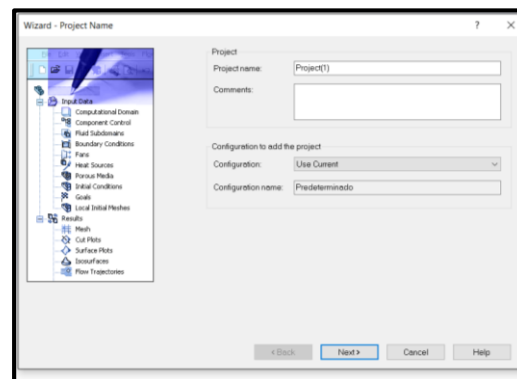 Wizard - Project Name
?
X
Input Data
Computational Domain
Component Control
Fluid Subdomains
Boundary Conditions
Fans
Heat Sources
Porous Media
Initial Conditions
Goals
Local Initial Meshes
Results
Mesh
Cut Plots
Surface Plots
Isosurfaces
Flow Trajectories
Project
Project name: Project(1)
Comments:
Configuration to add the project
Configuration: Use Current
Configuration name: Predeterminado
< Back Next > Cancel Help